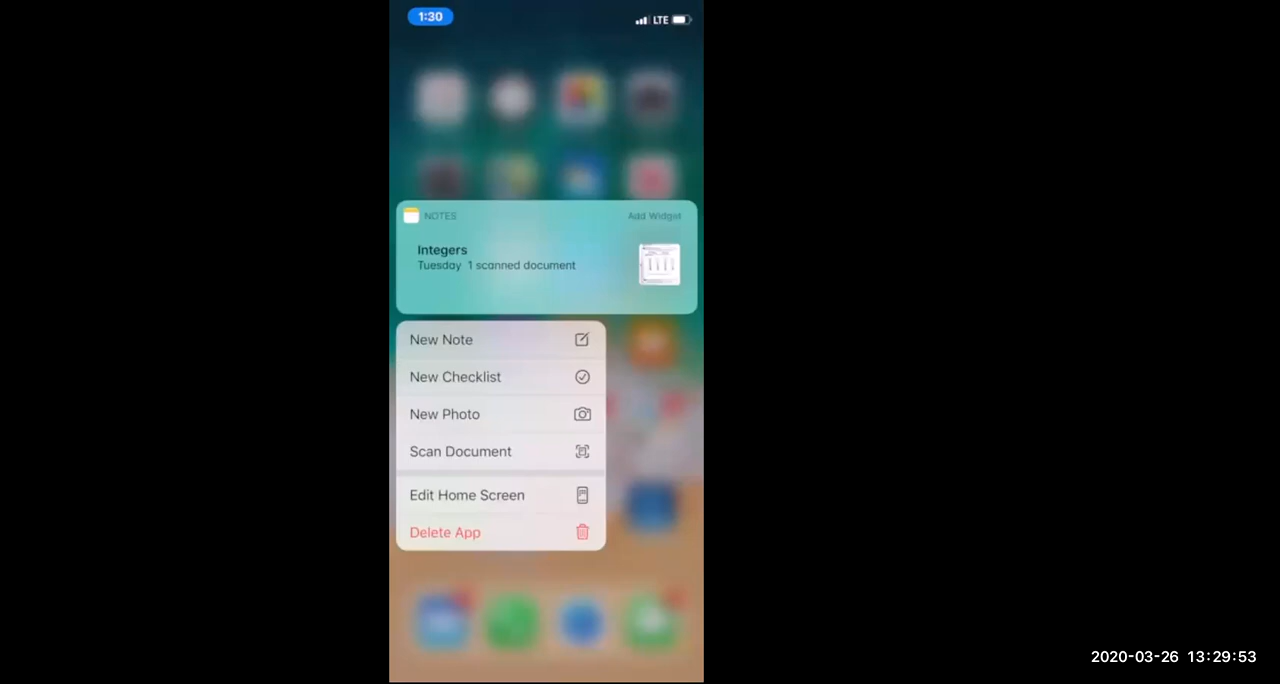 1:30
LTE
NOTES
Add Widget
Integers
Tuesday 1 scanned document
New Note
New Checklist
New Photo
Scan Document
Edit Home Screen
Delete App
2020-03-26 13:29:53